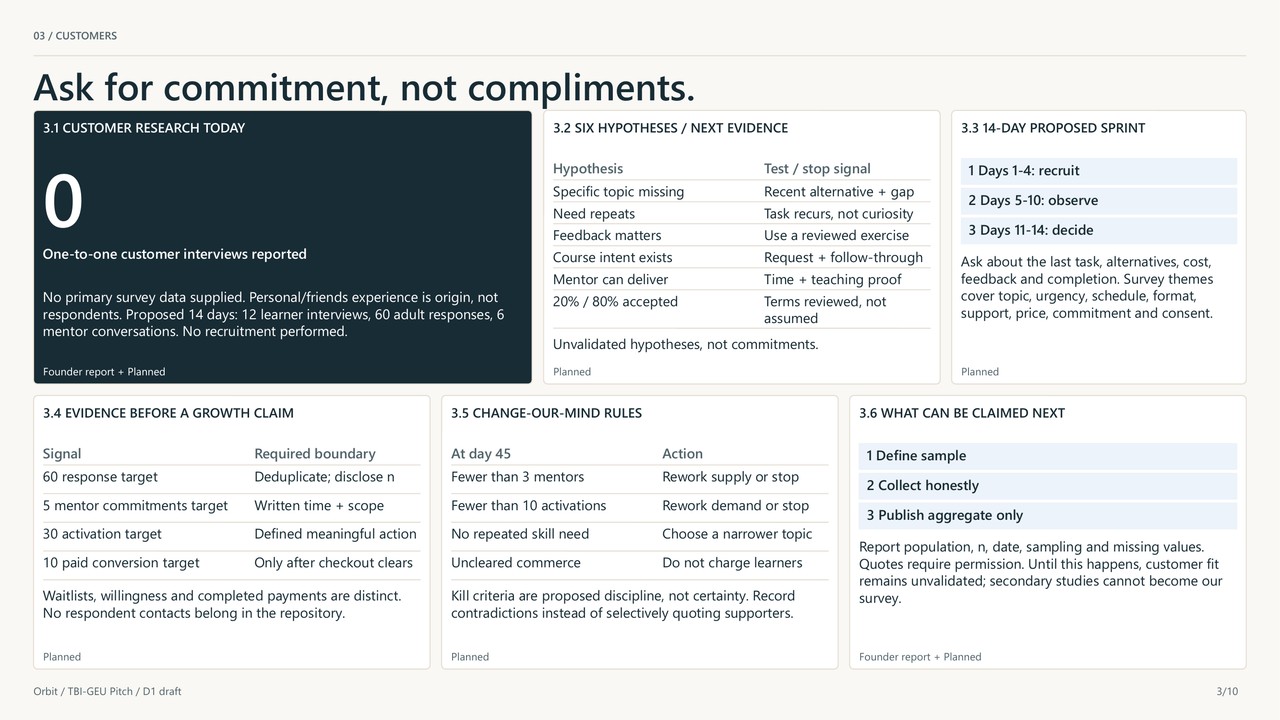 03 / CUSTOMERS
Ask for commitment, not compliments.
3.1 CUSTOMER RESEARCH TODAY
0
One-to-one customer interviews reported
No primary survey data supplied. Personal/friends experience is origin, not
respondents. Proposed 14 days: 12 learner interviews, 60 adult responses, 6
mentor conversations. No recruitment performed.
Founder report + Planned
3.2 SIX HYPOTHESES / NEXT EVIDENCE
Hypothesis Test / stop signal
Specific topic missing Recent alternative + gap
Need repeats Task recurs, not curiosity
Feedback matters Use a reviewed exercise
Course intent exists Request + follow-through
Mentor can deliver Time + teaching proof
20% / 80% accepted Terms reviewed, not
assumed
Unvalidated hypotheses, not commitments.
Planned
3.3 14-DAY PROPOSED SPRINT
1 Days 1-4: recruit
2 Days 5-10: observe
3 Days 11-14: decide
Ask about the last task, alternatives, cost,
feedback and completion. Survey themes
cover topic, urgency, schedule, format,
support, price, commitment and consent.
Planned
3.4 EVIDENCE BEFORE A GROWTH CLAIM
Signal Required boundary
60 response target Deduplicate; disclose n
5 mentor commitments target Written time + scope
30 activation target Defined meaningful action
10 paid conversion target Only after checkout clears
Waitlists, willingness and completed payments are distinct.
No respondent contacts belong in the repository.
Planned
3.5 CHANGE-OUR-MIND RULES
At day 45 Action
Fewer than 3 mentors Rework supply or stop
Fewer than 10 activations Rework demand or stop
No repeated skill need Choose a narrower topic
Uncleared commerce Do not charge learners
Kill criteria are proposed discipline, not certainty. Record
contradictions instead of selectively quoting supporters.
Planned
3.6 WHAT CAN BE CLAIMED NEXT
1 Define sample
2 Collect honestly
3 Publish aggregate only
Report population, n, date, sampling and missing values.
Quotes require permission. Until this happens, customer fit
remains unvalidated; secondary studies cannot become our
survey.
Founder report + Planned
Orbit / TBI-GEU Pitch / D1 draft
3/10